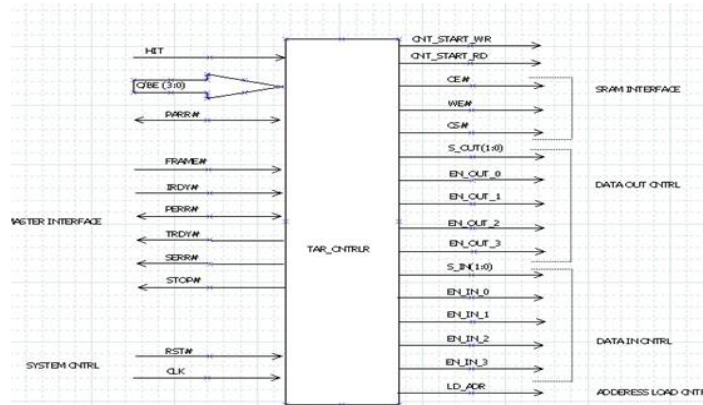 HIT
C/BE (3:0)
PARR#
FRAME#
IRDY#
PERR#
MASTER INTERFACE
TRDY#
SERR#
STOP#
RST#
SYSTEM CNTRL
CLK
TAR_CNTRLR
CNT_START_WR
CNT_START_RD
CE#
WE#
CS#
SRAM INTERFACE
S_OUT(1:0)
EN_OUT_0
EN_OUT_1
EN_OUT_2
EN_OUT_3
DATA OUT CNTRL
S_IN(1:0)
EN_IN_0
EN_IN_1
EN_IN_2
EN_IN_3
DATA IN CNTRL
LD_ADR
ADDERESS LOAD CNT